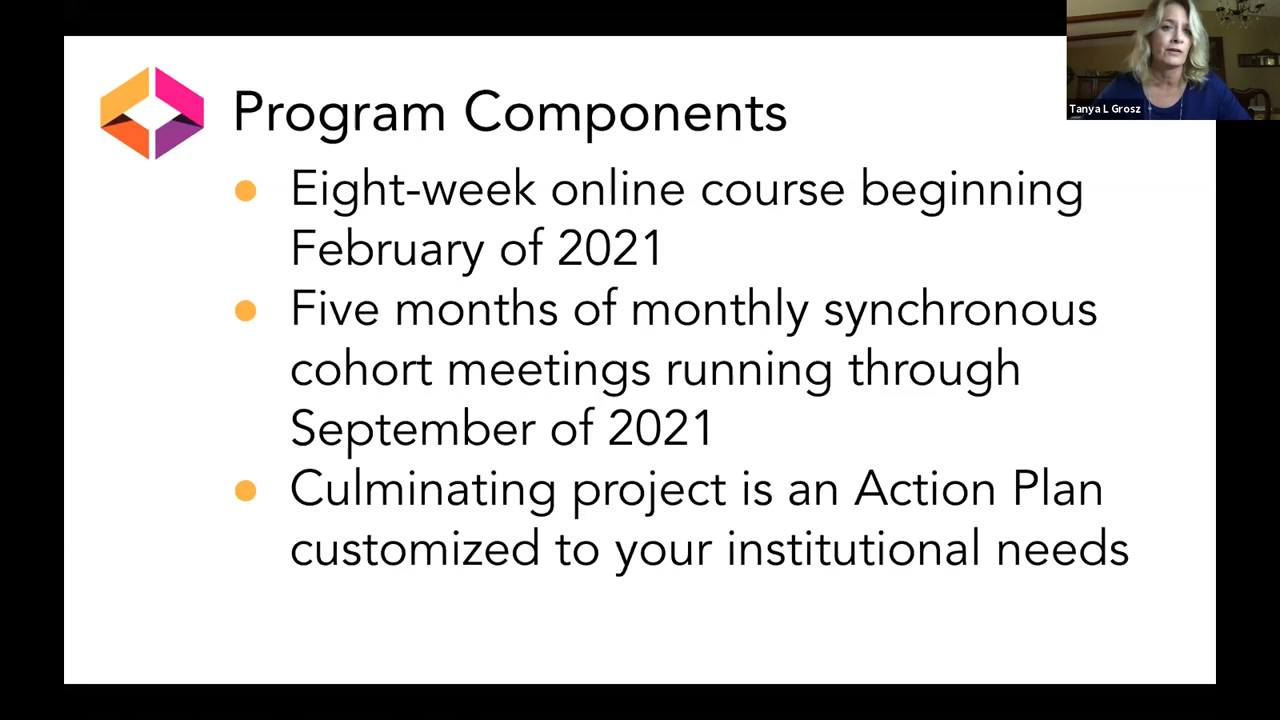 Program Components
Eight-week online course beginning
February of 2021
Five months of monthly synchronous
cohort meetings running through
September of 2021
Culminating project is an Action Plan
customized to your institutional needs
Tanya L Grosz